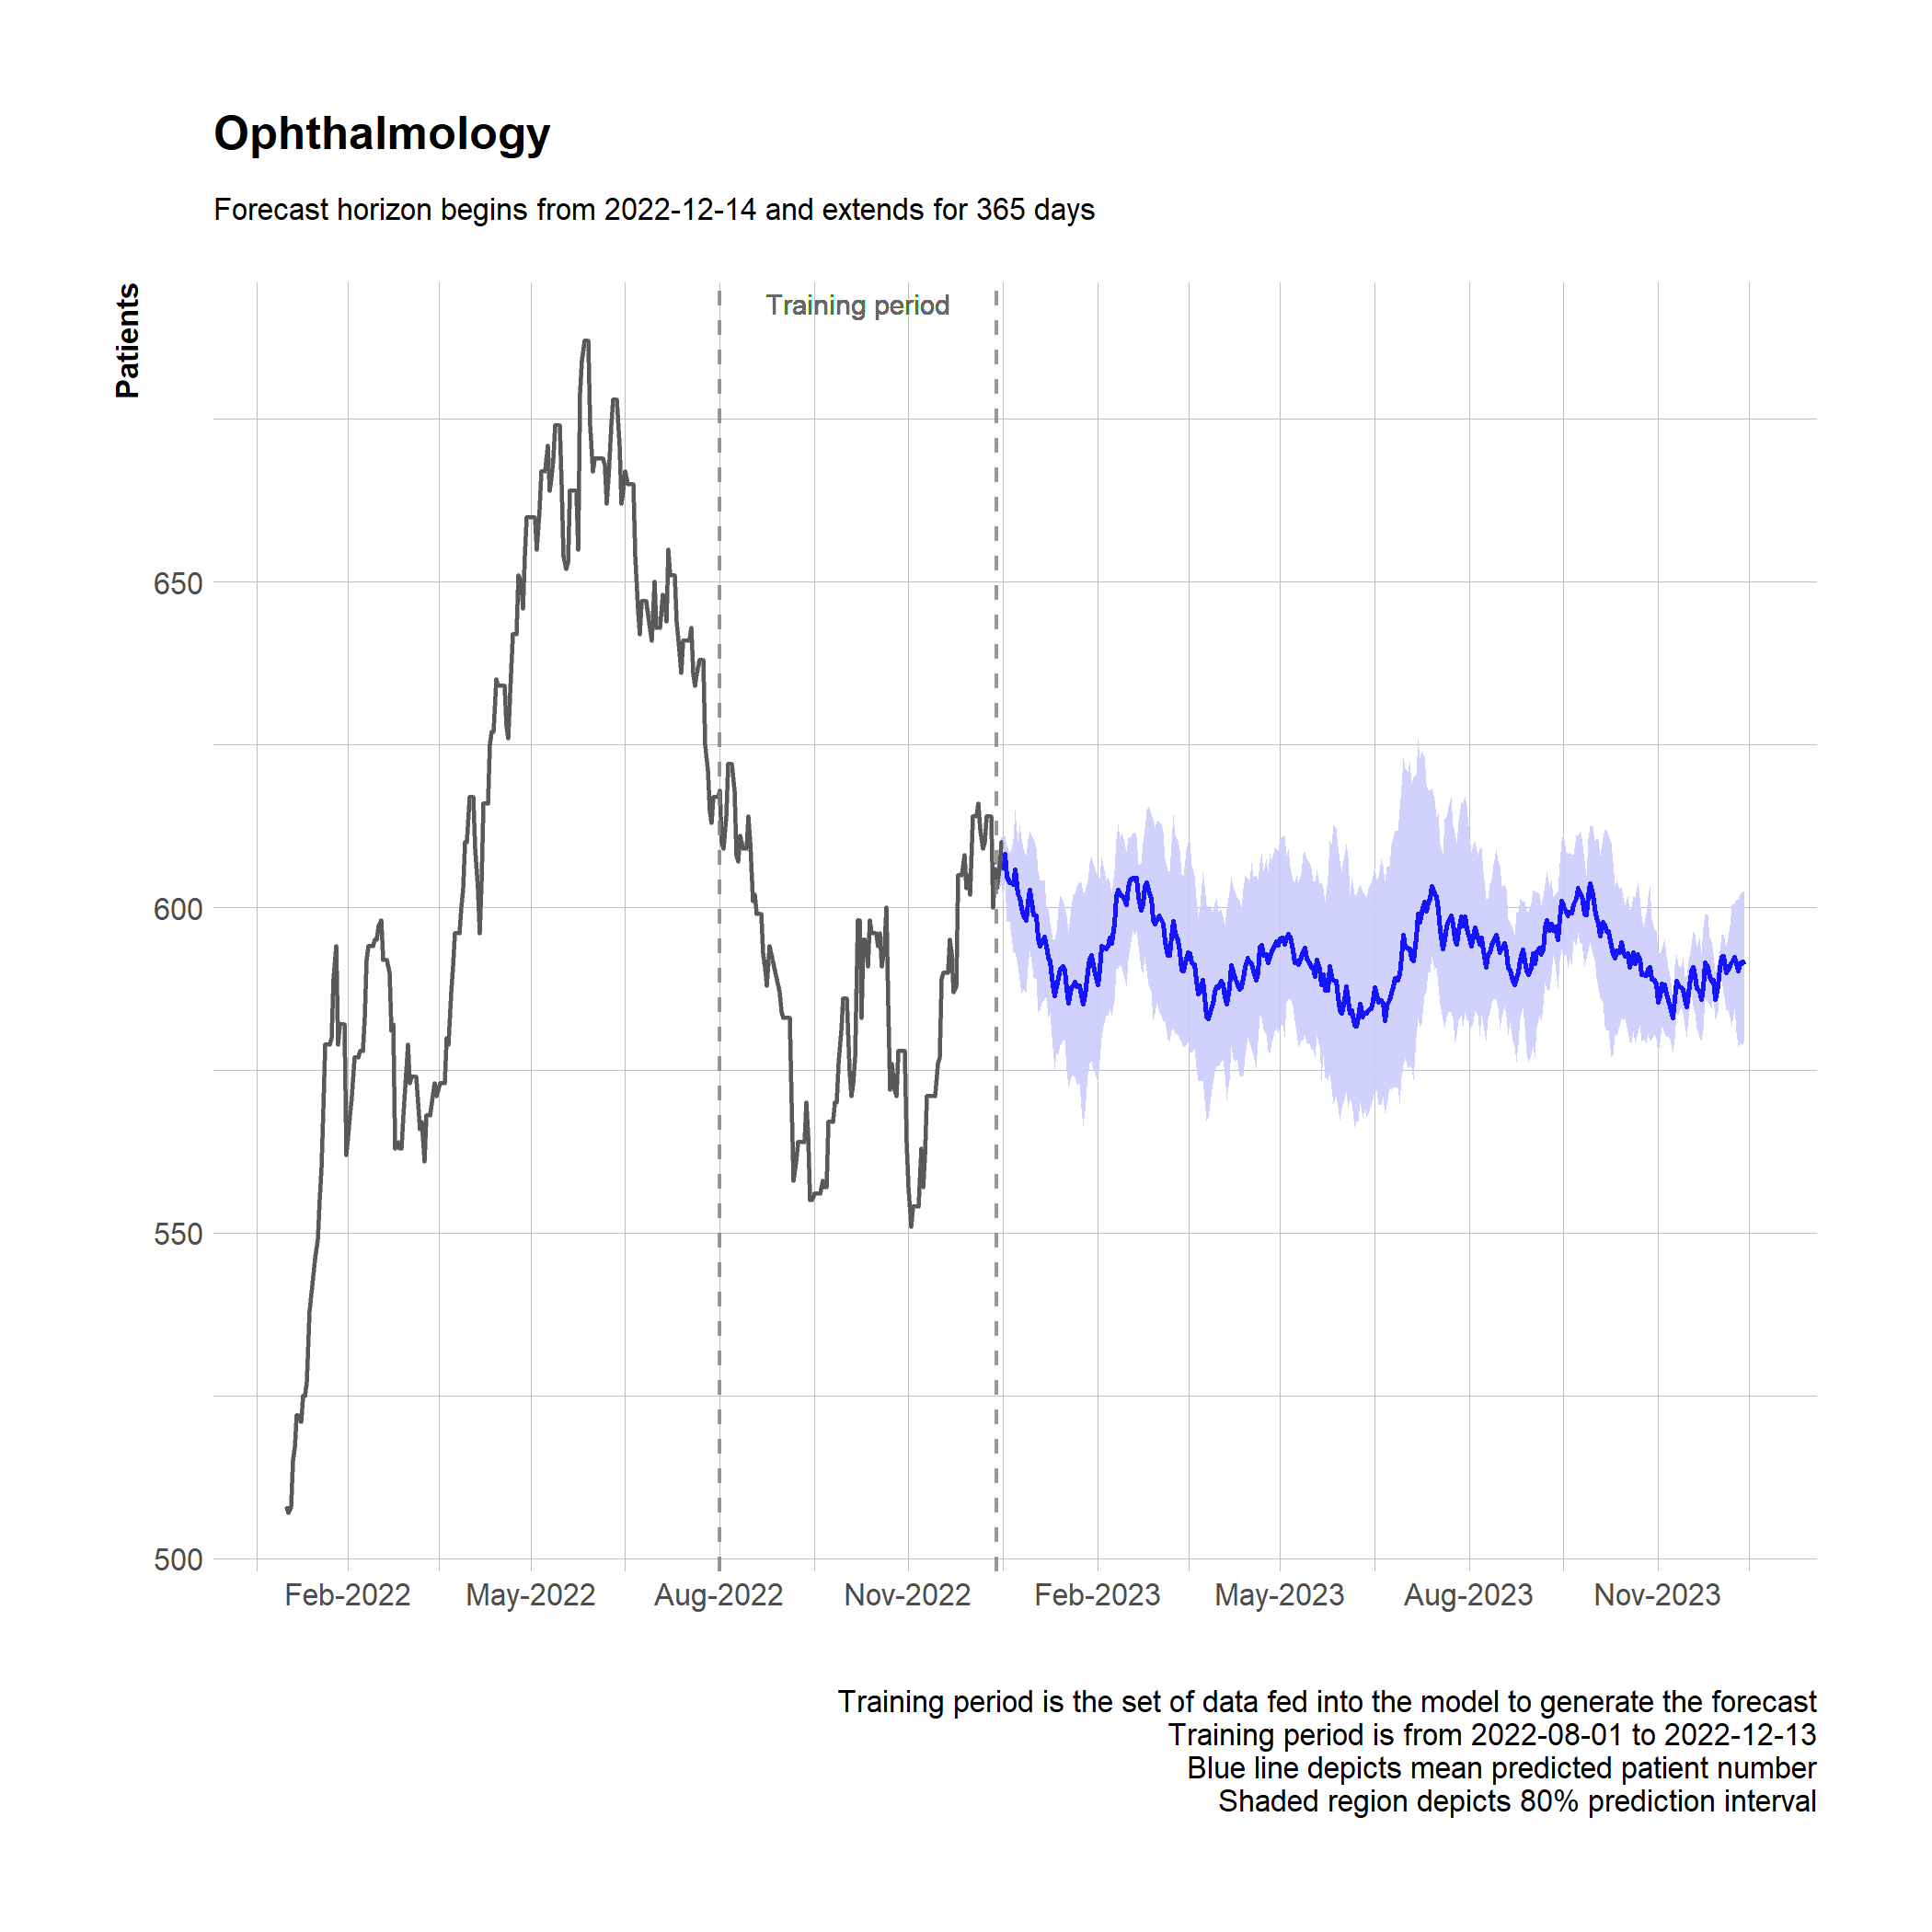 Ophthalmology
Forecast horizon begins from 2022-12-14 and extends for 365 days
Patients
Training period
650
600
550
500
Feb-2022
May-2022
Aug-2022
Nov-2022
Feb-2023
May-2023
Aug-2023
Nov-2023
Training period is the set of data fed into the model to generate the forecast
Training period is from 2022-08-01 to 2022-12-13
Blue line depicts mean predicted patient number
Shaded region depicts 80% prediction interval